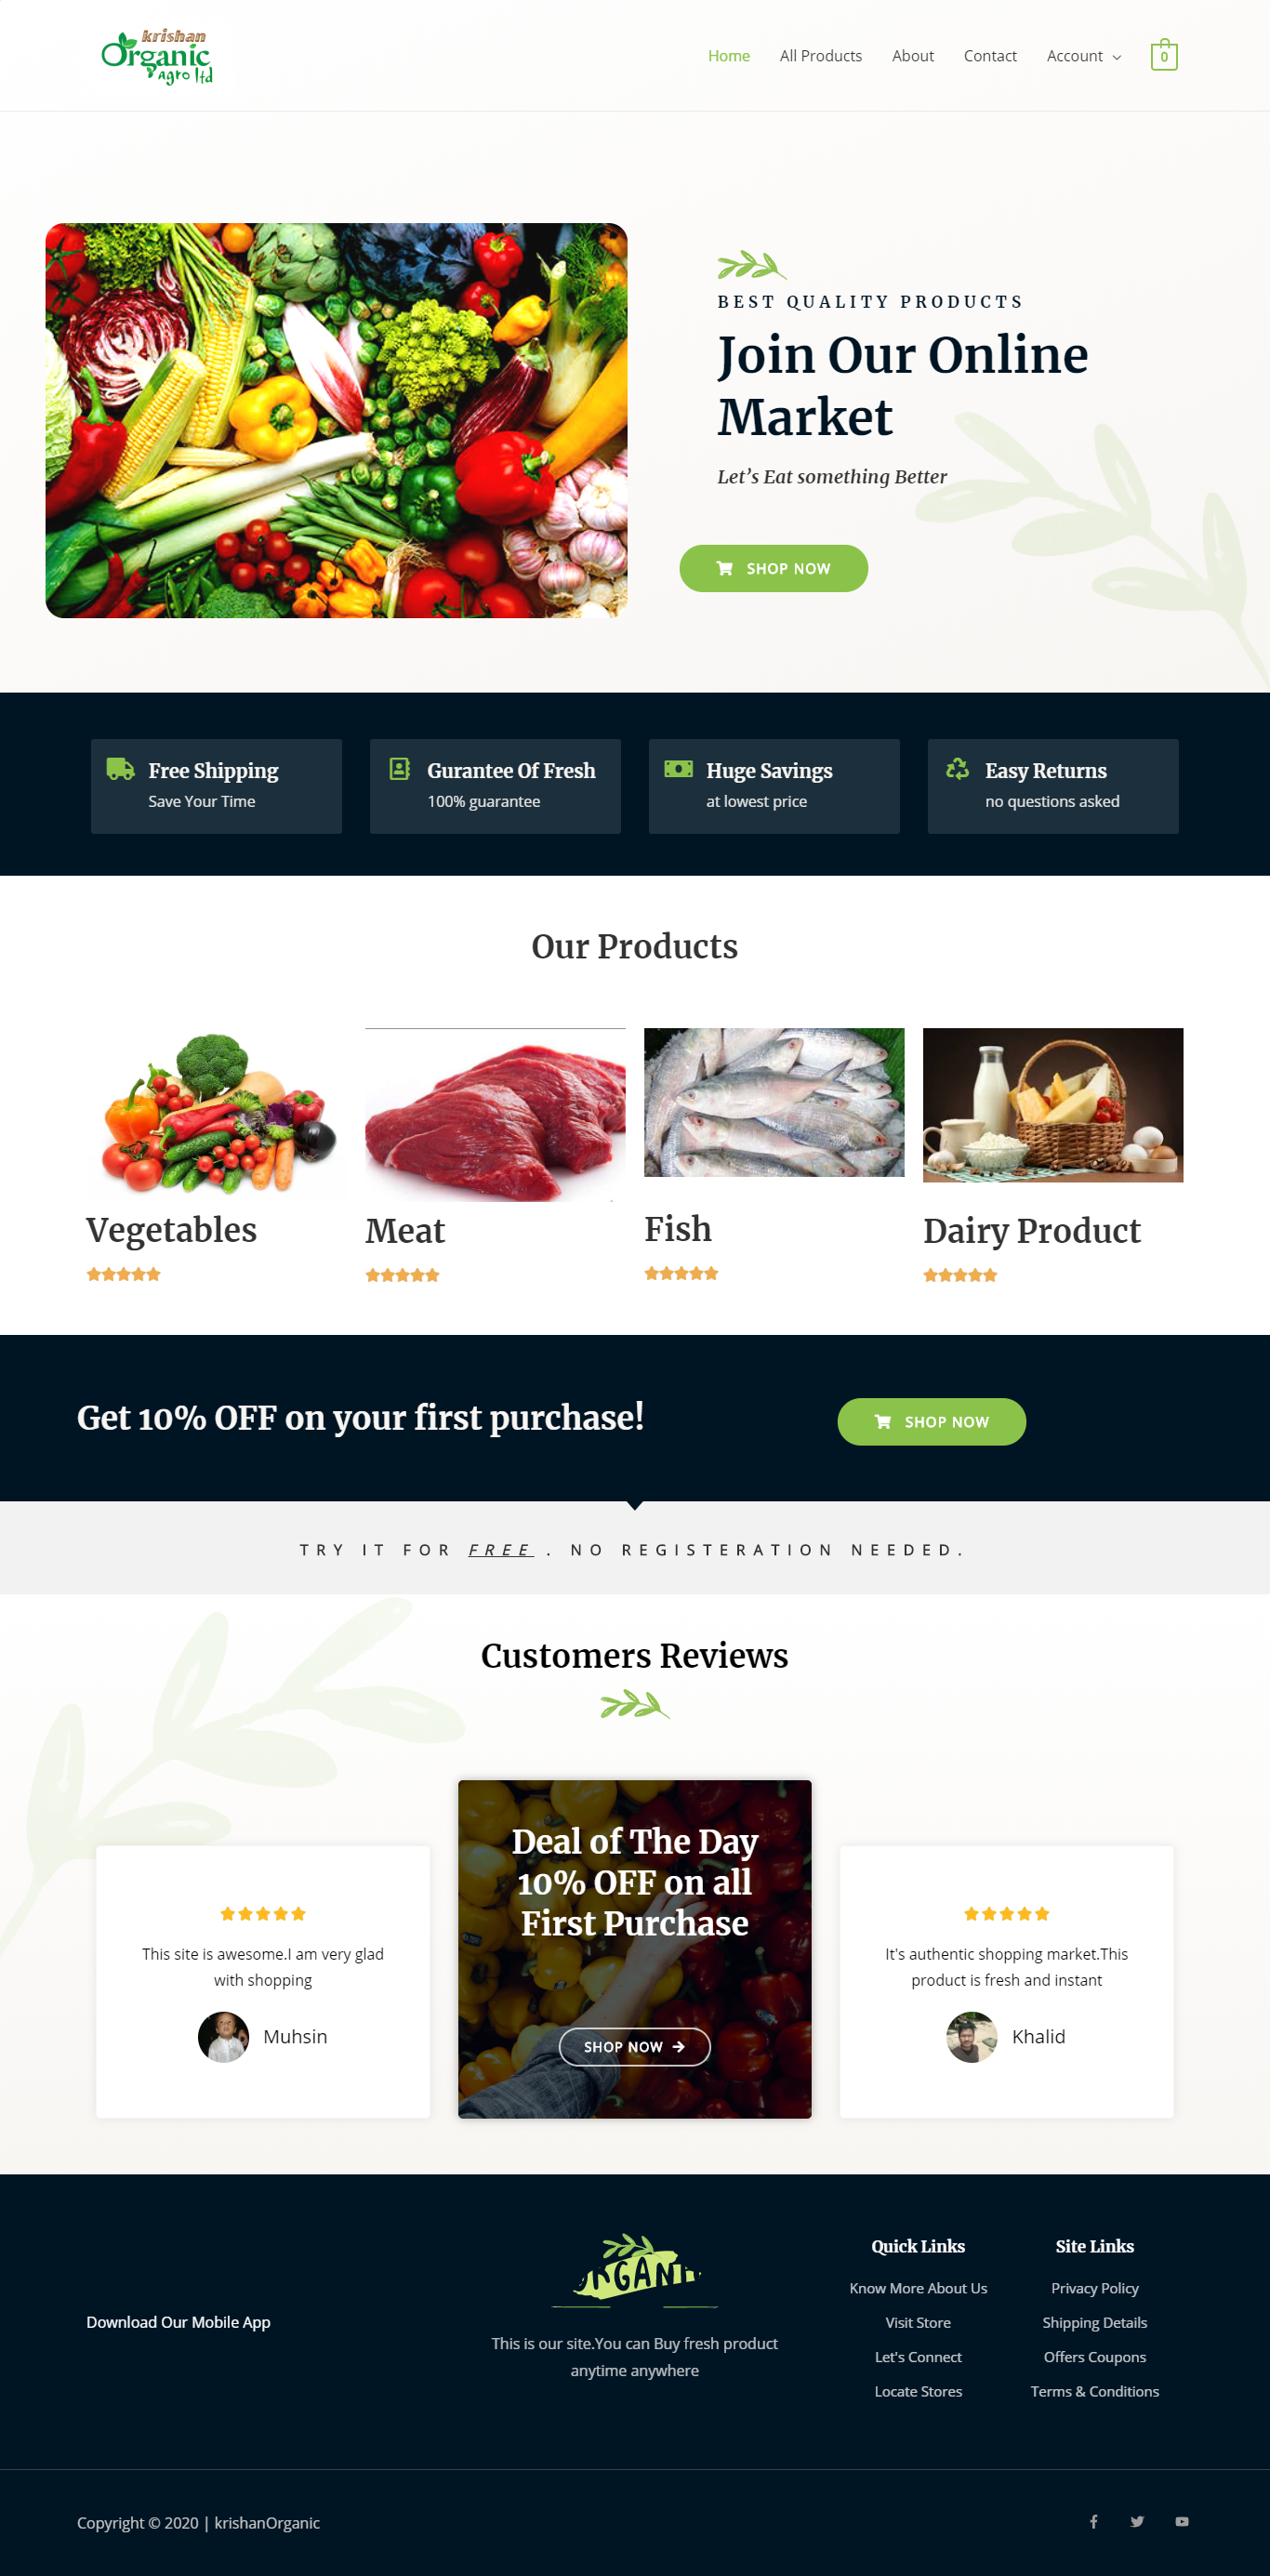 krishan
Organic
agro ltd
Home All Products About Contact Account 0
BEST QUALITY PRODUCTS
Join Our Online
Market
Let’s Eat something Better
SHOP NOW
Free Shipping
Save Your Time
Gurantee Of Fresh
100% guarantee
Huge Savings
at lowest price
Easy Returns
no questions asked
Our Products
Vegetables
Meat
Fish
Dairy Product
Get 10% OFF on your first purchase!
SHOP NOW
TRY IT FOR FREE . NO REGISTERATION NEEDED.
Customers Reviews
This site is awesome.I am very glad
with shopping
Muhsin
Deal of The Day
10% OFF on all
First Purchase
SHOP NOW
It's authentic shopping market.This
product is fresh and instant
Khalid
Download Our Mobile App
This is our site.You can Buy fresh product
anytime anywhere
Quick Links
Know More About Us
Visit Store
Let's Connect
Locate Stores
Site Links
Privacy Policy
Shipping Details
Offers Coupons
Terms & Conditions
Copyright © 2020 | krishanOrganic